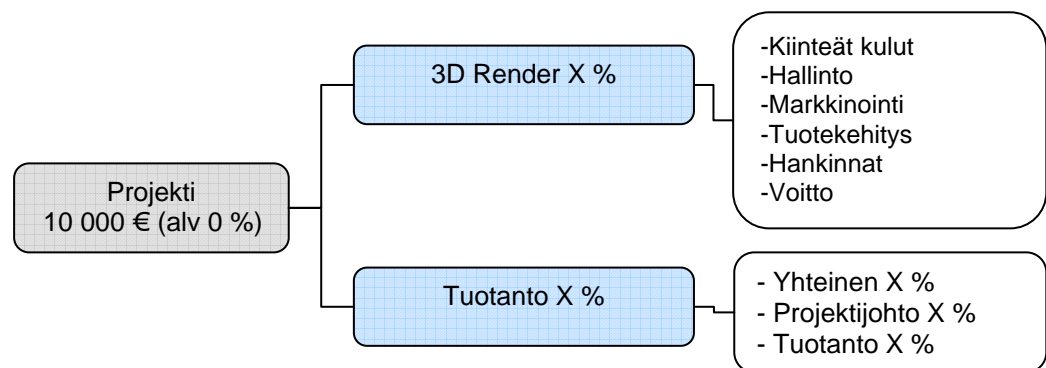 Projekti
10 000 € (alv 0 %)
3D Render X %
-Kiinteät kulut
-Hallinto
-Markkinointi
-Tuotekehitys
-Hankinnat
-Voitto
Tuotanto X %
- Yhteinen X %
- Projektijohto X %
- Tuotanto X %